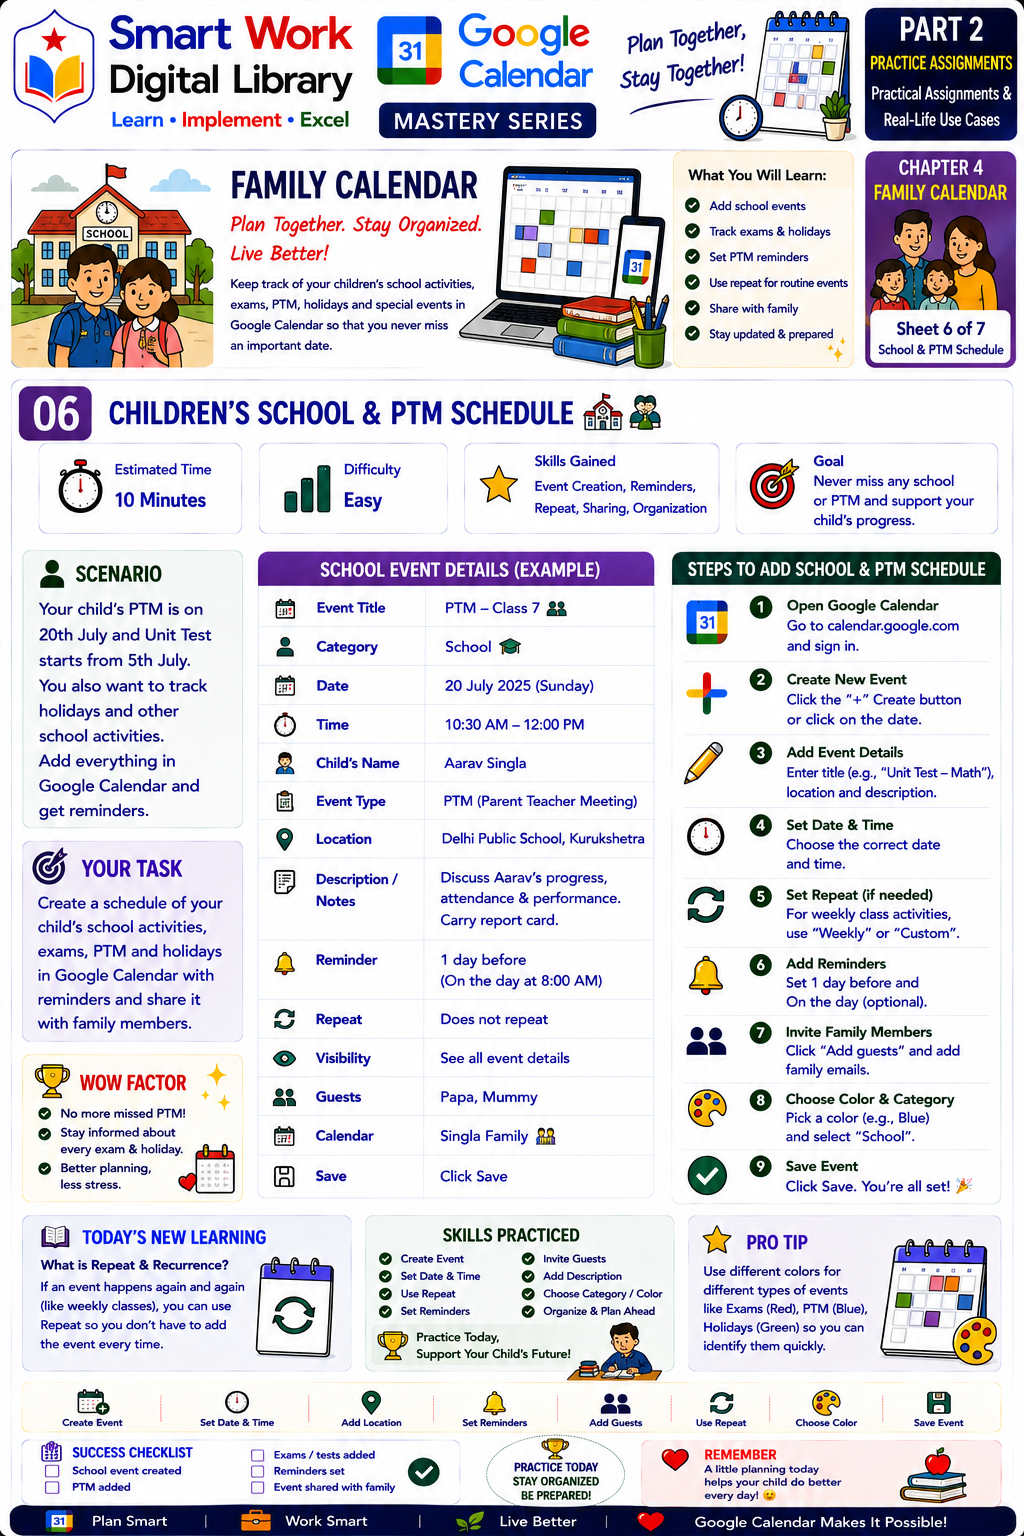 Smart Work
Digital Library
Learn • Implement • Excel
31
Google
Calendar
MASTERY SERIES
Plan Together,
Stay Together!
PART 2
PRACTICE ASSIGNMENTS
Practical Assignments &
Real-Life Use Cases
SCHOOL
FAMILY CALENDAR
Plan Together. Stay Organized.
Live Better!
Keep track of your children's school activities,
exams, PTM, holidays and special events in
Google Calendar so that you never miss
an important date.
31
What You Will Learn:
Add school events
Track exams & holidays
Set PTM reminders
Use repeat for routine events
Share with family
Stay updated & prepared
CHAPTER 4
FAMILY CALENDAR
Sheet 6 of 7
School & PTM Schedule
06
CHILDREN'S SCHOOL & PTM SCHEDULE
Estimated Time
10 Minutes
Difficulty
Easy
Skills Gained
Event Creation, Reminders,
Repeat, Sharing, Organization
Goal
Never miss any school
or PTM and support your
child's progress.
SCENARIO
Your child's PTM is on
20th July and Unit Test
starts from 5th July.
You also want to track
holidays and other
school activities.
Add everything in
Google Calendar and
get reminders.
YOUR TASK
Create a schedule of your
child's school activities,
exams, PTM and holidays
in Google Calendar with
reminders and share it
with family members.
WOW FACTOR
No more missed PTM!
Stay informed about
every exam & holiday.
Better planning,
less stress.
SCHOOL EVENT DETAILS (EXAMPLE)
Event Title PTM – Class 7
Category School
Date 20 July 2025 (Sunday)
Time 10:30 AM – 12:00 PM
Child's Name Aarav Singla
Event Type PTM (Parent Teacher Meeting)
Location Delhi Public School, Kurukshetra
Description / Notes Discuss Aarav's progress,
attendance & performance.
Carry report card.
Reminder 1 day before
(On the day at 8:00 AM)
Repeat Does not repeat
Visibility See all event details
Guests Papa, Mummy
Calendar Singla Family
Save Click Save
STEPS TO ADD SCHOOL & PTM SCHEDULE
31
1 Open Google Calendar
Go to calendar.google.com
and sign in.
2 Create New Event
Click the "+" Create button
or click on the date.
3 Add Event Details
Enter title (e.g., "Unit Test – Math"),
location and description.
4 Set Date & Time
Choose the correct date
and time.
5 Set Repeat (if needed)
For weekly class activities,
use "Weekly" or "Custom".
6 Add Reminders
Set 1 day before and
On the day (optional).
7 Invite Family Members
Click "Add guests" and add
family emails.
8 Choose Color & Category
Pick a color (e.g., Blue)
and select "School".
9 Save Event
Click Save. You're all set!
TODAY'S NEW LEARNING
What is Repeat & Recurrence?
If an event happens again and again
(like weekly classes), you can use
Repeat so you don't have to add
the event every time.
SKILLS PRACTICED
Create Event
Set Date & Time
Use Repeat
Set Reminders
Invite Guests
Add Description
Choose Category / Color
Organize & Plan Ahead
Practice Today,
Support Your Child's Future!
PRO TIP
Use different colors for
different types of events
like Exams (Red), PTM (Blue),
Holidays (Green) so you can
identify them quickly.
Create Event
Set Date & Time
Add Location
Set Reminders
Add Guests
Use Repeat
Choose Color
Save Event
SUCCESS CHECKLIST
School event created
PTM added
Exams / tests added
Reminders set
Event shared with family
PRACTICE TODAY
STAY ORGANIZED
BE PREPARED!
REMEMBER
A little planning today
helps your child do better
every day!
31
Plan Smart
Work Smart
Live Better
Google Calendar Makes It Possible!